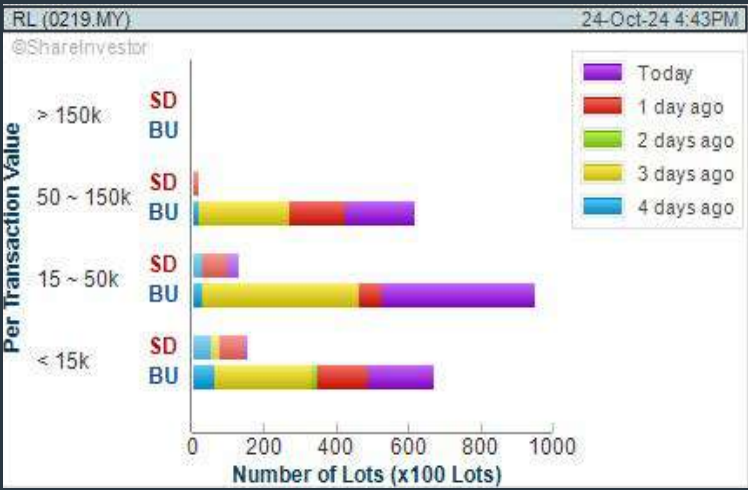 RL (0219.MY) 24-Oct-24 4:43PM
©ShareInvestor
Today
1 day ago
2 days ago
3 days ago
4 days ago
Per Transaction Value
> 150k
SD
BU
50 ~ 150k
SD
BU
15 ~ 50k
SD
BU
< 15k
SD
BU
0 200 400 600 800 1000
Number of Lots (x100 Lots)